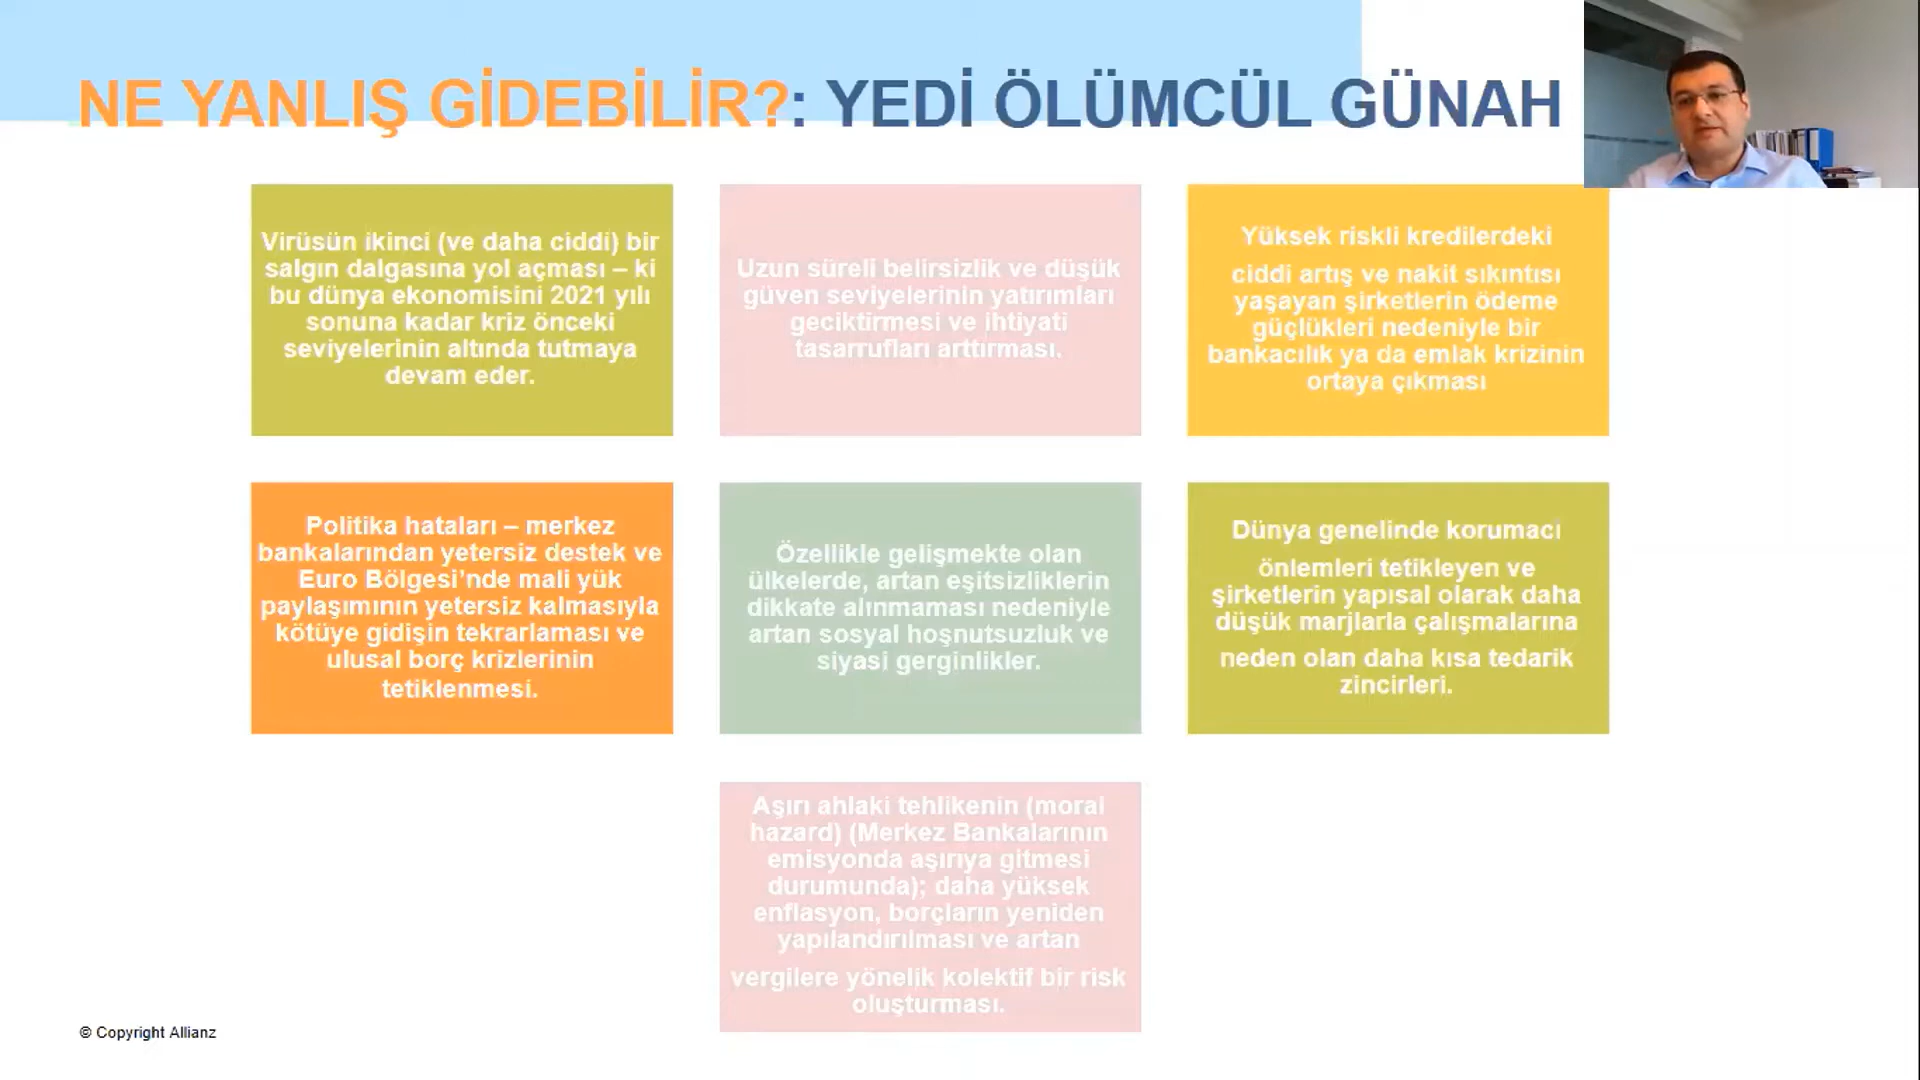 NE YANLIŞ GİDEBİLİR?: YEDİ ÖLÜMCÜL GÜNAH
Virüsün ikinci (ve daha ciddi) bir
salgın dalgasına yol açması – ki
bu dünya ekonomisini 2021 yılı
sonuna kadar kriz önceki
seviyelerinin altında tutmaya
devam eder.
Uzun süreli belirsizlik ve düşük
güven seviyelerinin yatırımları
geciktirmesi ve ihtiyati
tasarrufları arttırması.
Yüksek riskli kredilerdeki
ciddi artış ve nakit sıkıntısı
yaşayan şirketlerin ödeme
güçlükleri nedeniyle bir
bankacılık ya da emlak krizinin
ortaya çıkması
Politika hataları – merkez
bankalarından yetersiz destek ve
Euro Bölgesi'nde mali yük
paylaşımının yetersiz kalmasıyla
kötüye gidişin tekrarlaması ve
ulusal borç krizlerinin
tetiklenmesi.
Özellikle gelişmekte olan
ülkelerde, artan eşitsizliklerin
dikkate alınmaması nedeniyle
artan sosyal hoşnutsuzluk ve
siyasi gerginlikler.
Dünya genelinde korumacı
önlemleri tetikleyen ve
şirketlerin yapısal olarak daha
düşük marjlarla çalışmalarına
neden olan daha kısa tedarik
zincirleri.
Aşırı ahlaki tehlikenin (moral
hazard) (Merkez Bankalarının
emisyonda aşırıya gitmesi
durumunda); daha yüksek
enflasyon, borçların yeniden
yapılandırılması ve artan
vergilere yönelik kolektif bir risk
oluşturması.
© Copyright Allianz